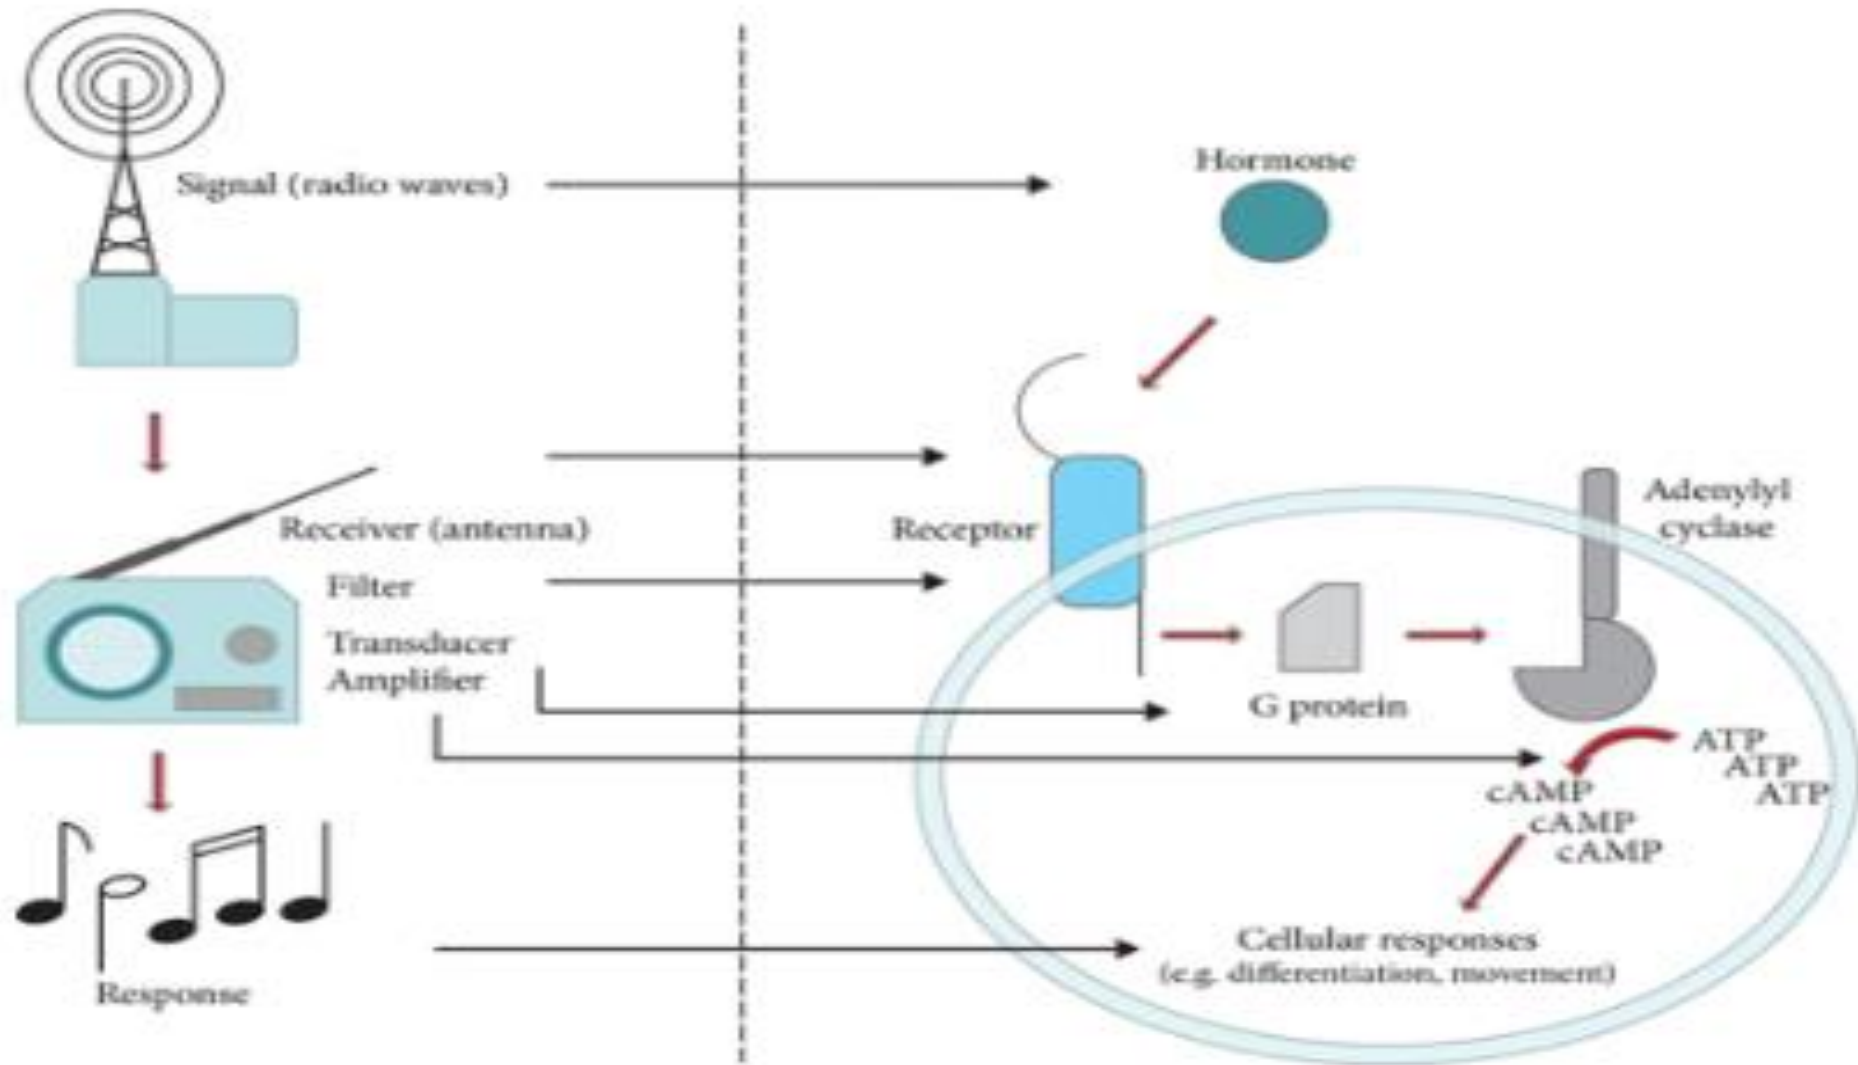 Signal (radio waves)
Hormone
Receiver (antenna)
Filter
Transducer
Amplifier
Response
Receptor
Adenylyl
cyclase
G protein
ATP
ATP
ATP
cAMP
cAMP
cAMP
Cellular responses
(e.g. differentiation, movement)